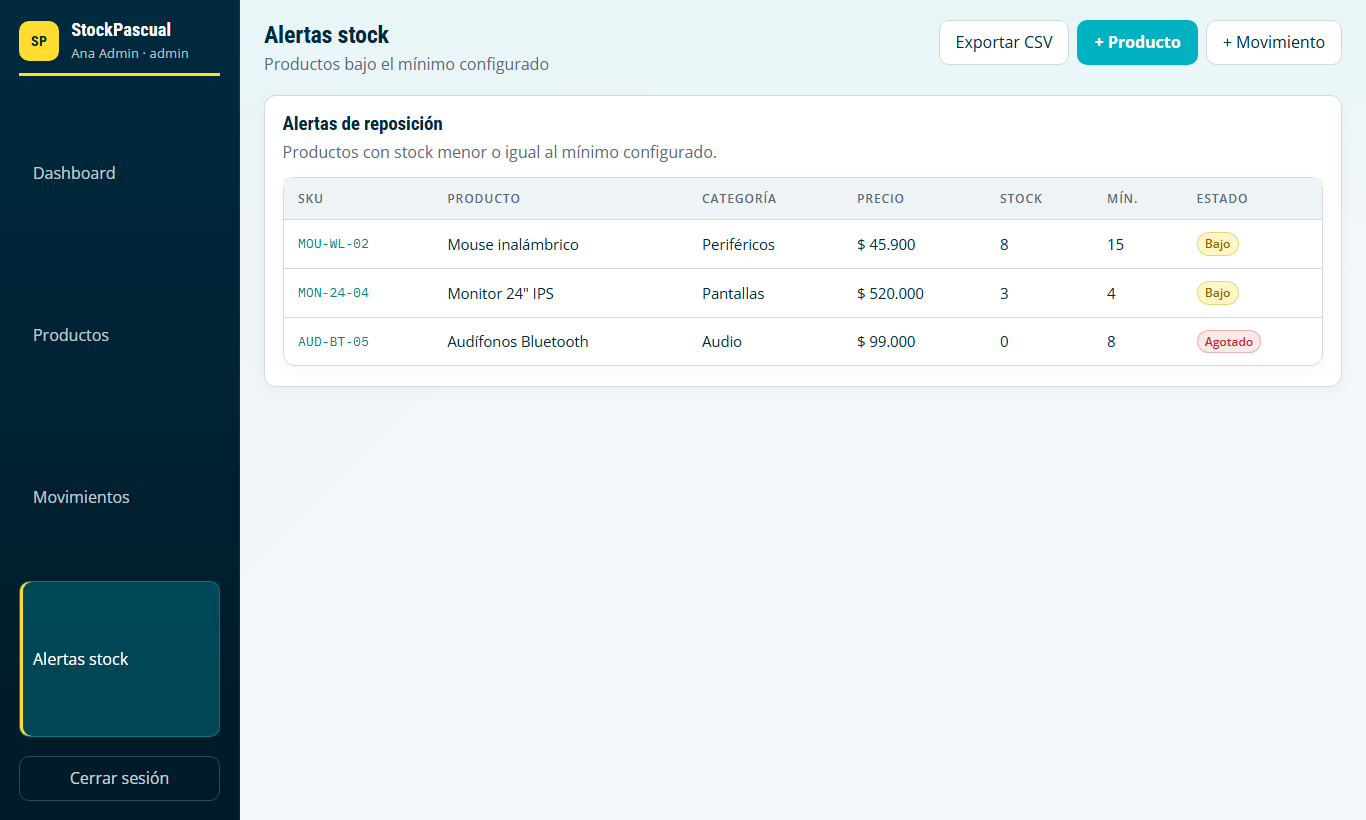 SP
StockPascual
Ana Admin · admin
Dashboard
Productos
Movimientos
Alertas stock
Cerrar sesión
Alertas stock
Productos bajo el mínimo configurado
Exportar CSV
+ Producto
+ Movimiento
Alertas de reposición
Productos con stock menor o igual al mínimo configurado.
SKU PRODUCTO CATEGORÍA PRECIO STOCK MÍN. ESTADO
MOU-WL-02 Mouse inalámbrico Periféricos $ 45.900 8 15 Bajo
MON-24-04 Monitor 24" IPS Pantallas $ 520.000 3 4 Bajo
AUD-BT-05 Audífonos Bluetooth Audio $ 99.000 0 8 Agotado